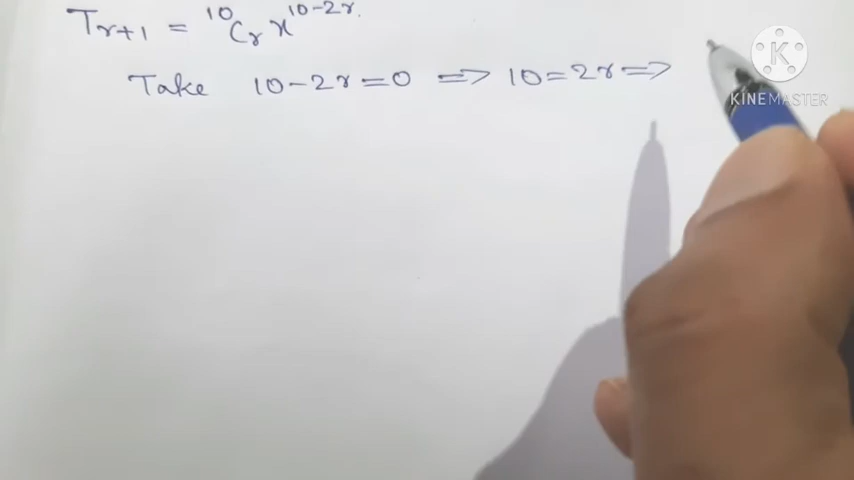 Tr+1 = ¹⁰Cr x¹⁰⁻²ʳ.
Take 10-2r=0 => 10=2r=>
K
KINEMASTER